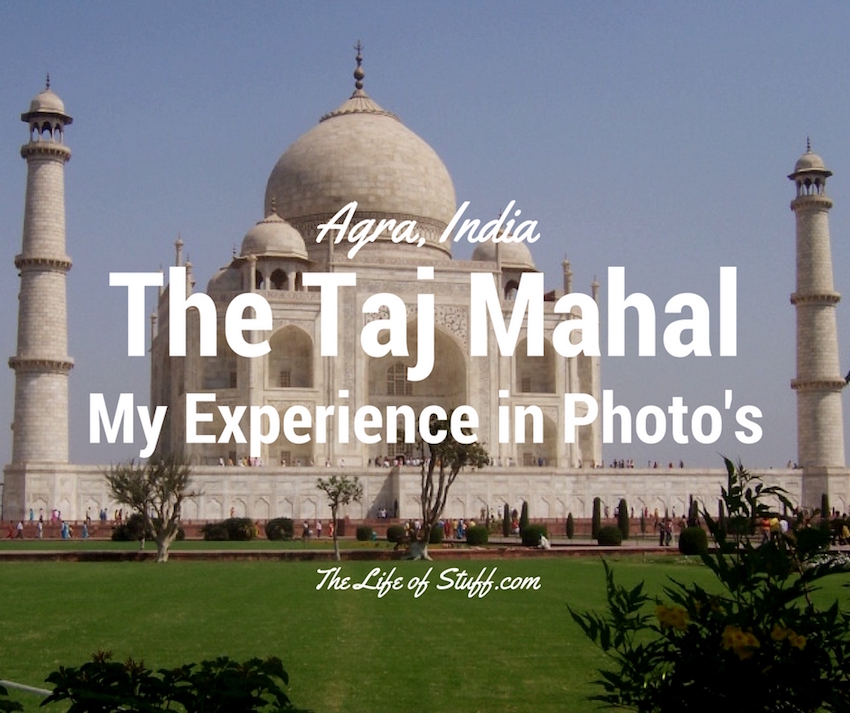 Agra, India
The Taj Mahal
My Experience in Photo's
The Life of Stuff.com